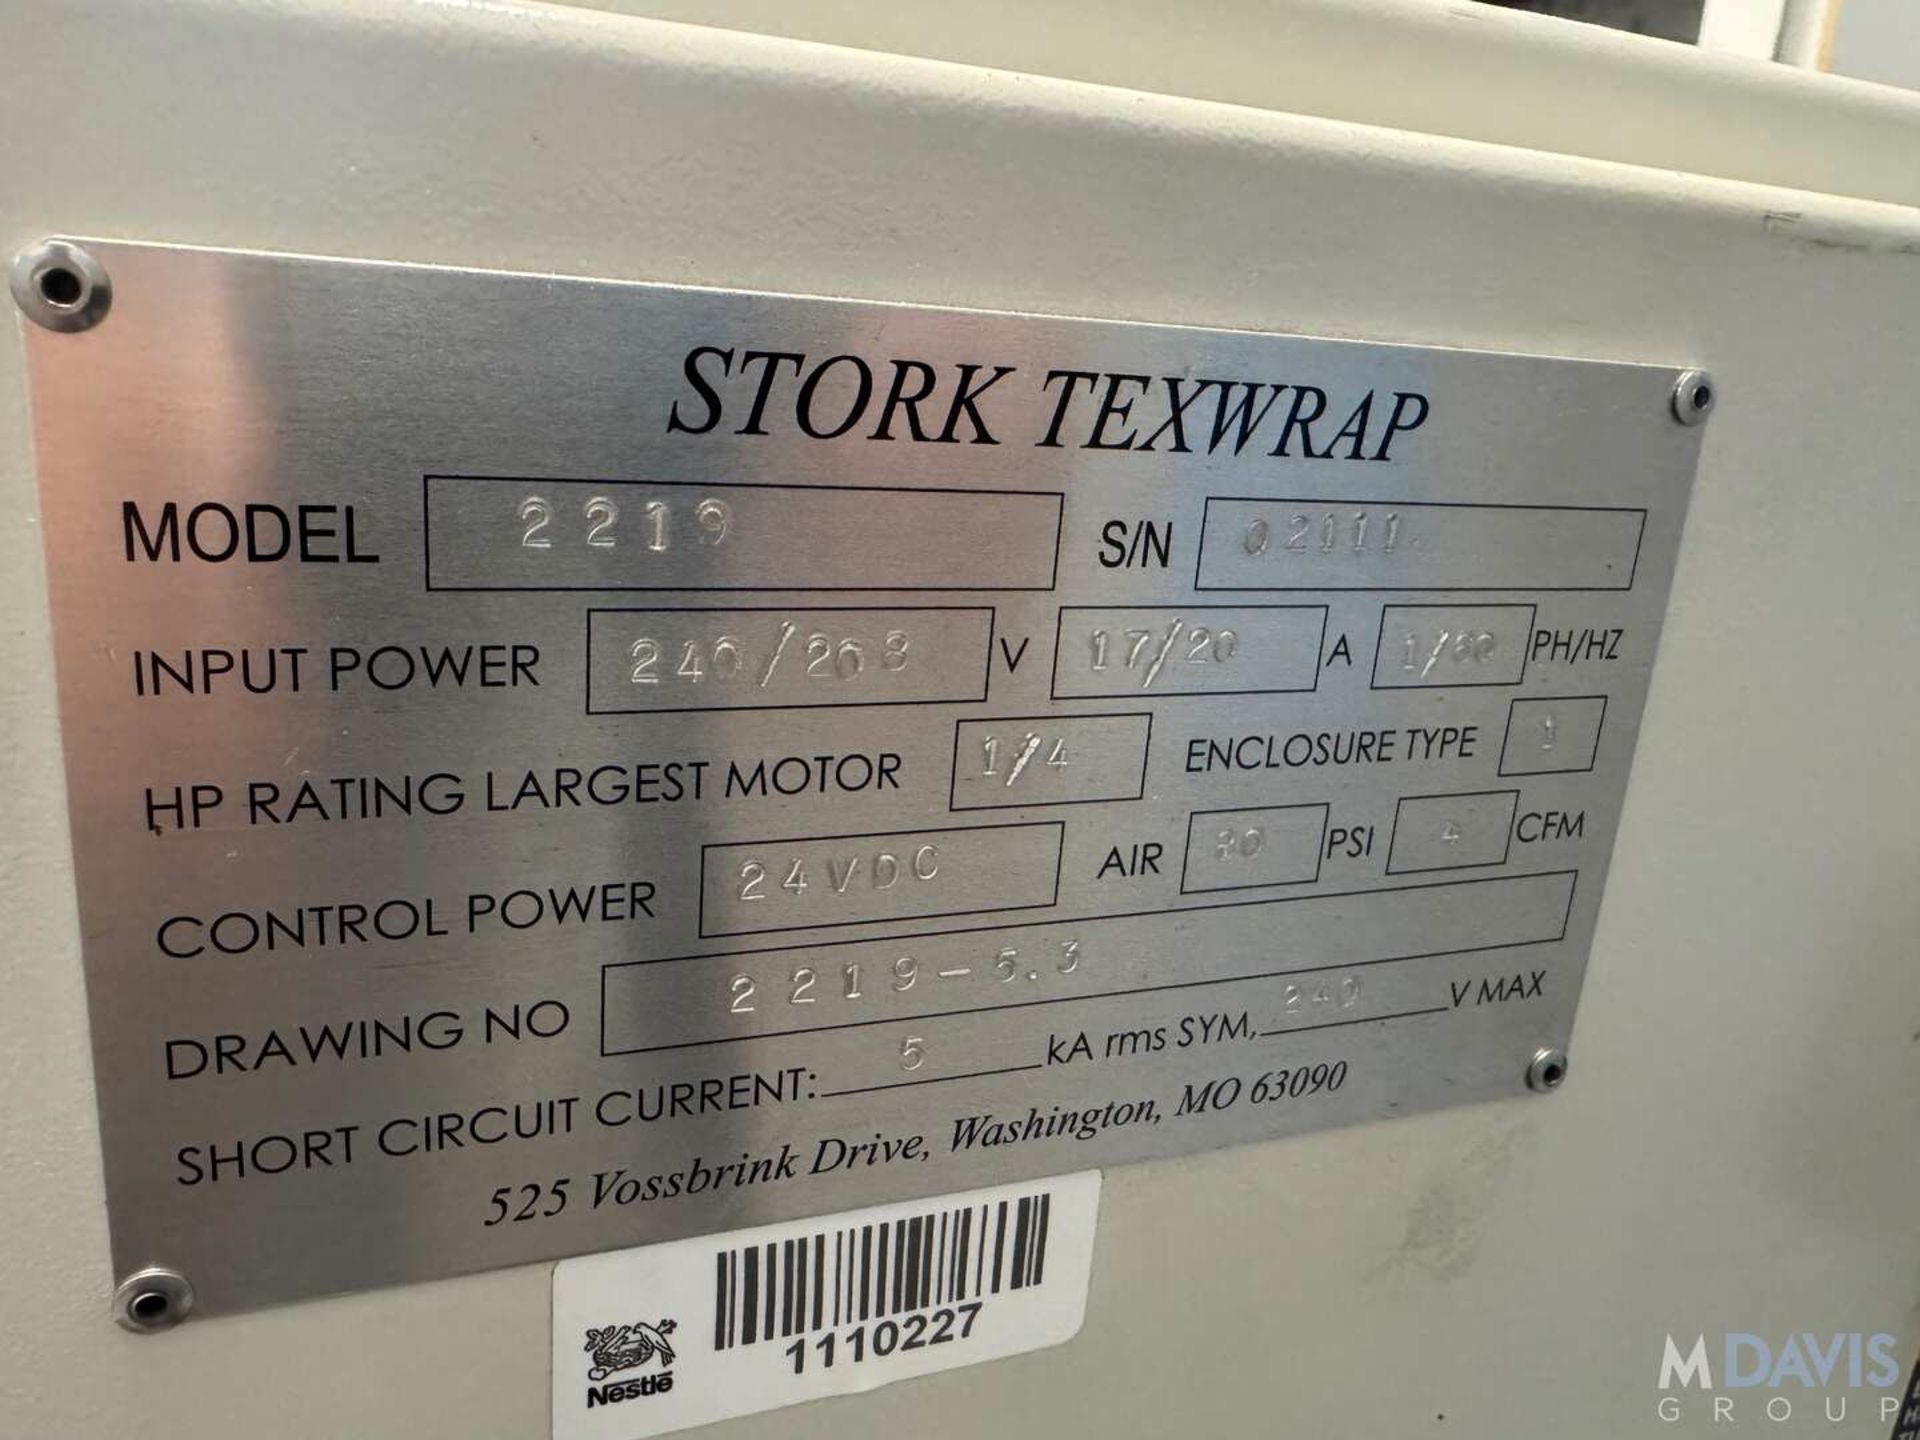 STORK TEXWRAP
MODEL 2219 S/N 02111
INPUT POWER 240/208 V 17/20 A 1/60 PH/HZ
HP RATING LARGEST MOTOR 1/4 ENCLOSURE TYPE 1
CONTROL POWER 24VDC AIR 80 PSI 4 CFM
DRAWING NO 2219-5.3
SHORT CIRCUIT CURRENT: 5 kA rms SYM, 240 V MAX
525 Vossbrink Drive, Washington, MO 63090
1110227
Nestlé
MDAVIS
GROUP